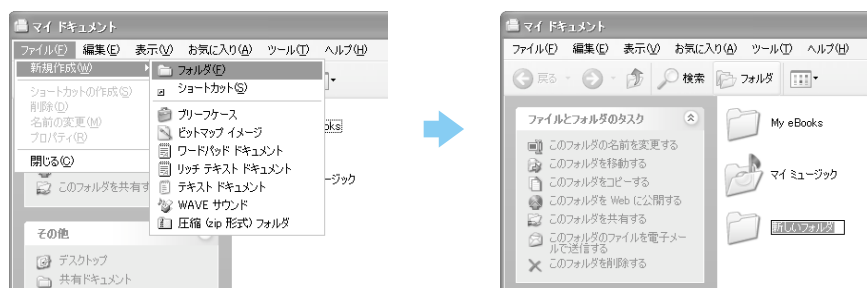 マイ ドキュメント
ファイル(F) 編集(E) 表示(V) お気に入り(A) ツール(T) ヘルプ(H)
新規作成(W)
ショートカットの作成(S)
削除(D)
名前の変更(M)
プロパティ(R)
閉じる(C)
フォルダ(F)
ショートカット(S)
ブリーフケース
ビットマップ イメージ
ワードパッド ドキュメント
リッチ テキスト ドキュメント
テキスト ドキュメント
WAVE サウンド
圧縮 (zip 形式) フォルダ
ooks
ージック
このフォルダを共有す
その他
デスクトップ
共有ドキュメント
マイ ドキュメント
ファイル(F) 編集(E) 表示(V) お気に入り(A) ツール(T) ヘルプ(H)
戻る 検索 フォルダ
ファイルとフォルダのタスク
このフォルダの名前を変更する
このフォルダを移動する
このフォルダをコピーする
このフォルダを Web に公開する
このフォルダを共有する
このフォルダのファイルを電子メー
ルで送信する
このフォルダを削除する
My eBooks
マイ ミュージック
新しいフォルダ